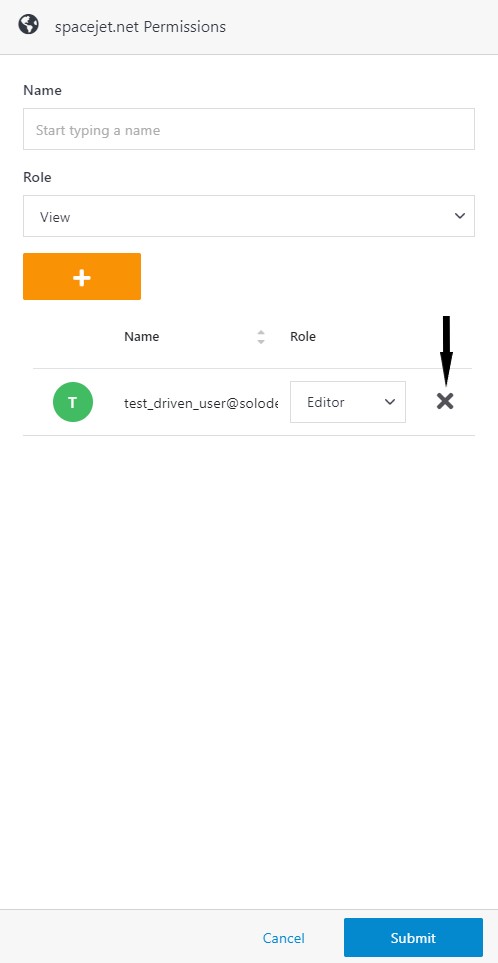 spacejet.net Permissions
Name
Start typing a name
Role
View
Name Role
T test_driven_user@solode Editor
Cancel Submit